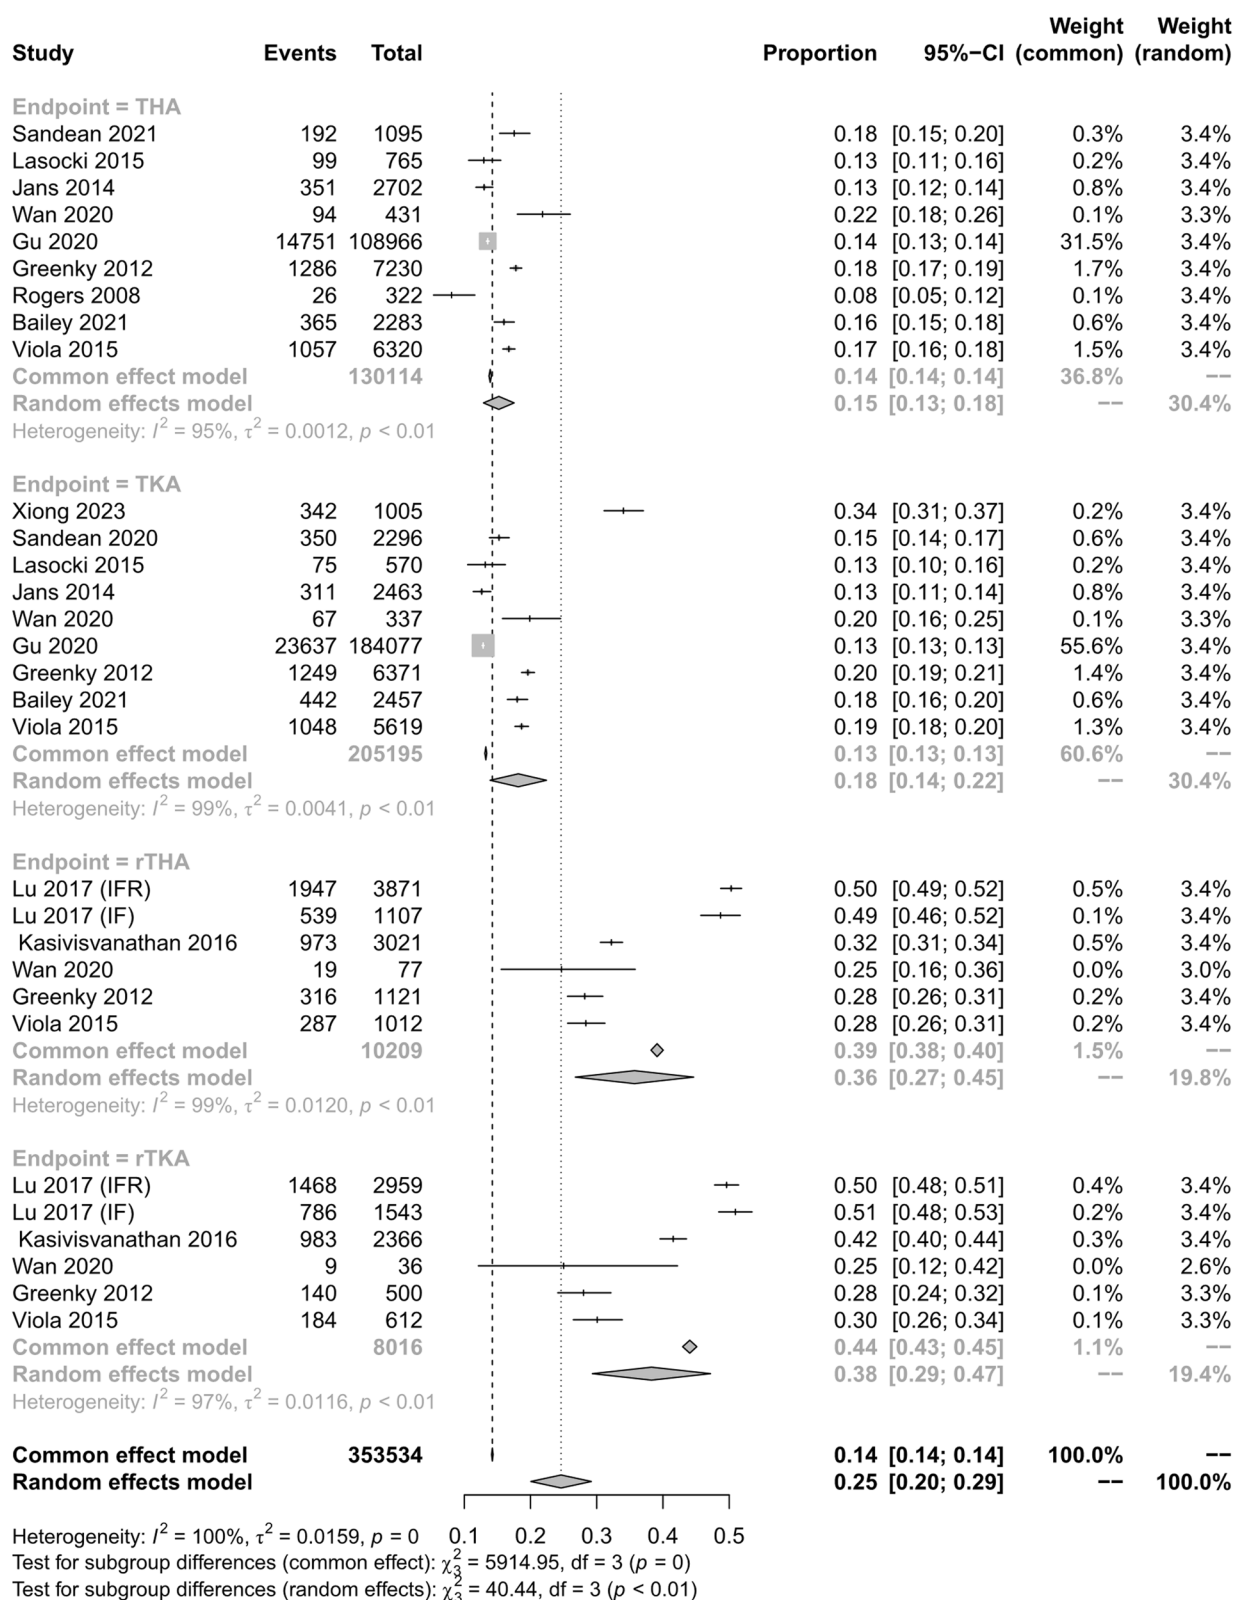 Weight Weight
Study Events Total Proportion 95%−CI (common) (random)
Endpoint = THA
Sandean 2021 192 1095 0.18 [0.15; 0.20] 0.3% 3.4%
Lasocki 2015 99 765 0.13 [0.11; 0.16] 0.2% 3.4%
Jans 2014 351 2702 0.13 [0.12; 0.14] 0.8% 3.4%
Wan 2020 94 431 0.22 [0.18; 0.26] 0.1% 3.3%
Gu 2020 14751 108966 0.14 [0.13; 0.14] 31.5% 3.4%
Greenky 2012 1286 7230 0.18 [0.17; 0.19] 1.7% 3.4%
Rogers 2008 26 322 0.08 [0.05; 0.12] 0.1% 3.4%
Bailey 2021 365 2283 0.16 [0.15; 0.18] 0.6% 3.4%
Viola 2015 1057 6320 0.17 [0.16; 0.18] 1.5% 3.4%
Common effect model 130114 0.14 [0.14; 0.14] 36.8% −−
Random effects model 0.15 [0.13; 0.18] −− 30.4%
Heterogeneity: I² = 95%, τ² = 0.0012, p < 0.01
Endpoint = TKA
Xiong 2023 342 1005 0.34 [0.31; 0.37] 0.2% 3.4%
Sandean 2020 350 2296 0.15 [0.14; 0.17] 0.6% 3.4%
Lasocki 2015 75 570 0.13 [0.10; 0.16] 0.2% 3.4%
Jans 2014 311 2463 0.13 [0.11; 0.14] 0.8% 3.4%
Wan 2020 67 337 0.20 [0.16; 0.25] 0.1% 3.3%
Gu 2020 23637 184077 0.13 [0.13; 0.13] 55.6% 3.4%
Greenky 2012 1249 6371 0.20 [0.19; 0.21] 1.4% 3.4%
Bailey 2021 442 2457 0.18 [0.16; 0.20] 0.6% 3.4%
Viola 2015 1048 5619 0.19 [0.18; 0.20] 1.3% 3.4%
Common effect model 205195 0.13 [0.13; 0.13] 60.6% −−
Random effects model 0.18 [0.14; 0.22] −− 30.4%
Heterogeneity: I² = 99%, τ² = 0.0041, p < 0.01
Endpoint = rTHA
Lu 2017 (IFR) 1947 3871 0.50 [0.49; 0.52] 0.5% 3.4%
Lu 2017 (IF) 539 1107 0.49 [0.46; 0.52] 0.1% 3.4%
Kasivisvanathan 2016 973 3021 0.32 [0.31; 0.34] 0.5% 3.4%
Wan 2020 19 77 0.25 [0.16; 0.36] 0.0% 3.0%
Greenky 2012 316 1121 0.28 [0.26; 0.31] 0.2% 3.4%
Viola 2015 287 1012 0.28 [0.26; 0.31] 0.2% 3.4%
Common effect model 10209 0.39 [0.38; 0.40] 1.5% −−
Random effects model 0.36 [0.27; 0.45] −− 19.8%
Heterogeneity: I² = 99%, τ² = 0.0120, p < 0.01
Endpoint = rTKA
Lu 2017 (IFR) 1468 2959 0.50 [0.48; 0.51] 0.4% 3.4%
Lu 2017 (IF) 786 1543 0.51 [0.48; 0.53] 0.2% 3.4%
Kasivisvanathan 2016 983 2366 0.42 [0.40; 0.44] 0.3% 3.4%
Wan 2020 9 36 0.25 [0.12; 0.42] 0.0% 2.6%
Greenky 2012 140 500 0.28 [0.24; 0.32] 0.1% 3.3%
Viola 2015 184 612 0.30 [0.26; 0.34] 0.1% 3.3%
Common effect model 8016 0.44 [0.43; 0.45] 1.1% −−
Random effects model 0.38 [0.29; 0.47] −− 19.4%
Heterogeneity: I² = 97%, τ² = 0.0116, p < 0.01
Common effect model 353534 0.14 [0.14; 0.14] 100.0% −−
Random effects model 0.25 [0.20; 0.29] −− 100.0%
Heterogeneity: I² = 100%, τ² = 0.0159, p = 0 0.1 0.2 0.3 0.4 0.5
Test for subgroup differences (common effect): χ²₃ = 5914.95, df = 3 (p = 0)
Test for subgroup differences (random effects): χ²₃ = 40.44, df = 3 (p < 0.01)